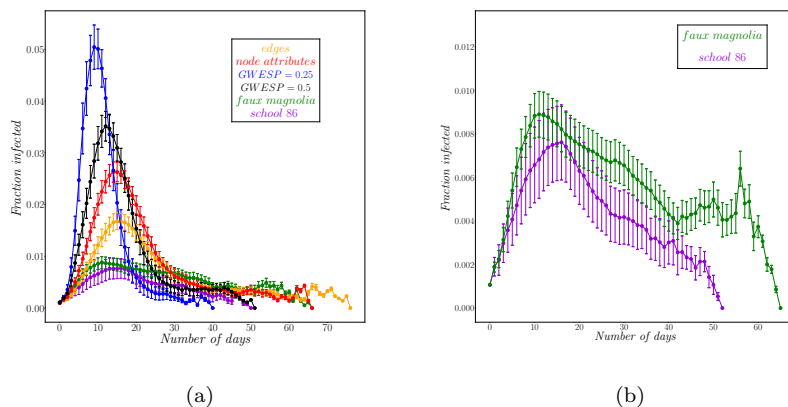 0.05
0.04
0.03
0.02
0.01
0.00
Fraction infected
0 10 20 30 40 50 60 70
Number of days
edges
node attributes
GWESP = 0.25
GWESP = 0.5
faux magnolia
school 86
(a)
0.012
0.010
0.008
0.006
0.004
0.002
0.000
Fraction infected
0 10 20 30 40 50 60
Number of days
faux magnolia
school 86
(b)